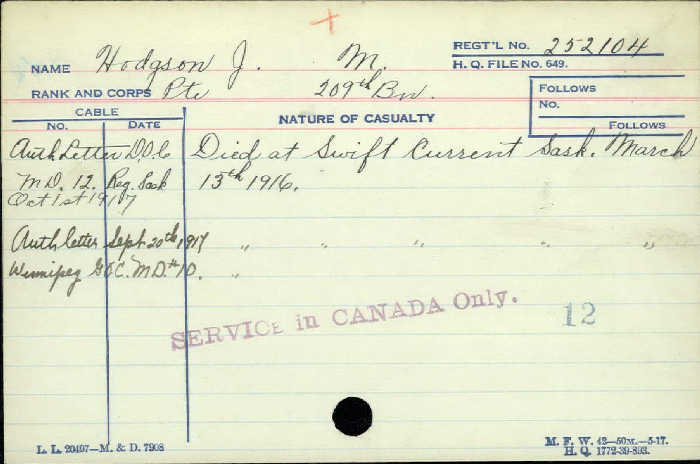 REGT'L NO. 252104
NAME Hodgson J. M.
H. Q. FILE NO. 649.
RANK AND CORPS Pte 209th Bn.
FOLLOWS
NO.
FOLLOWS
CABLE
NO. DATE
NATURE OF CASUALTY
Auth Letter D.O.C Died at Swift Current Sask. March
M.D. 12. Reg. Sask 13th 1916.
Oct 1st 1917
Auth letter Sept 20th 1917 " " " " "
Winnipeg G.O.C. M.D.#10. "
SERVICE in CANADA Only.
12
L. L. 20407—M. & D. 7908
M. F. W. 42—50M.—5-17.
H. Q. 1772-39-893.